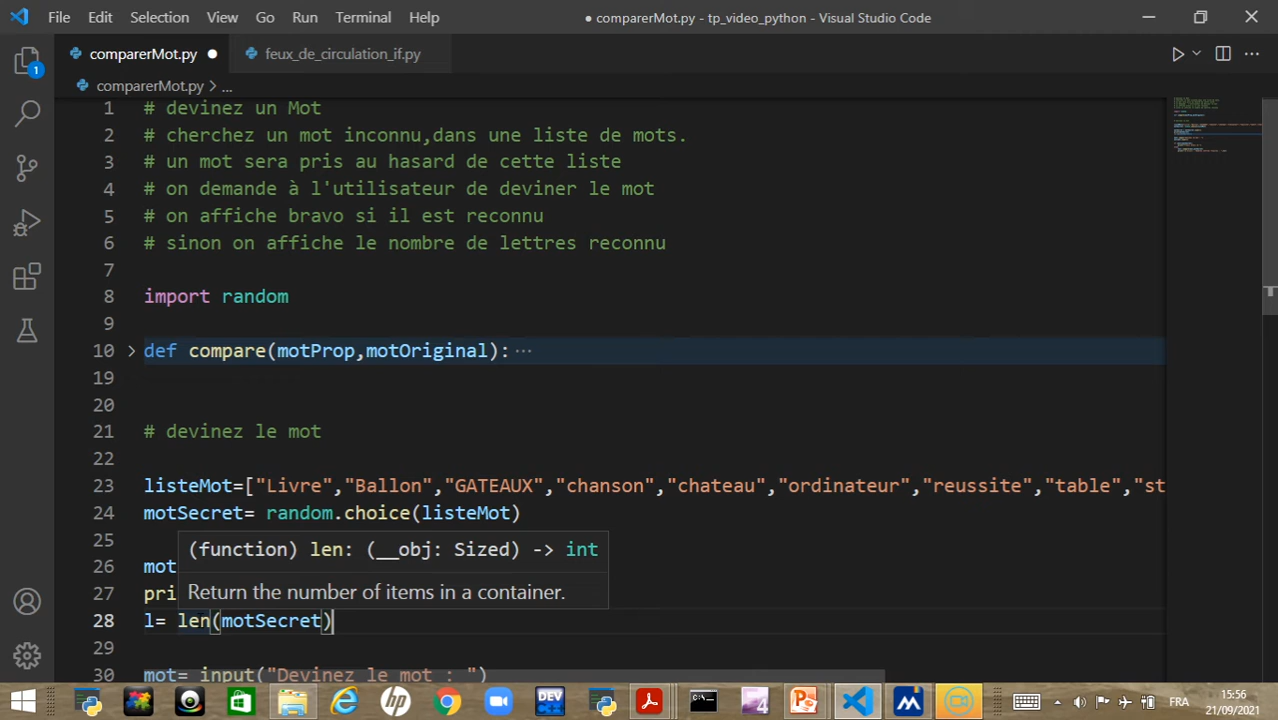 File Edit Selection View Go Run Terminal Help ● comparerMot.py - tp_video_python - Visual Studio Code
comparerMot.py ● feux_de_circulation_if.py
comparerMot.py > ...
1 # devinez un Mot
2 # cherchez un mot inconnu,dans une liste de mots.
3 # un mot sera pris au hasard de cette liste
4 # on demande à l'utilisateur de deviner le mot
5 # on affiche bravo si il est reconnu
6 # sinon on affiche le nombre de lettres reconnu
7
8 import random
9
10 > def compare(motProp,motOriginal):···
19
20
21 # devinez le mot
22
23 listeMot=["Livre","Ballon","GATEAUX","chanson","chateau","ordinateur","reussite","table","st
24 motSecret= random.choice(listeMot)
25
(function) len: (__obj: Sized) -> int
26 mot
Return the number of items in a container.
27 pri
28 l= len(motSecret)
29
30 mot= input("Devinez le mot : ")
1
DEV
4
FRA
15:56
21/09/2021